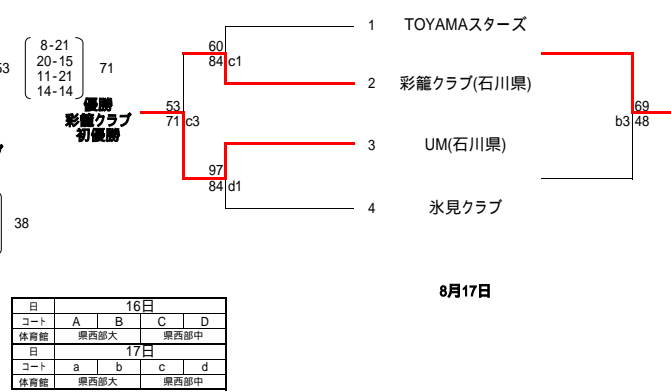 1 TOYAMAスターズ
60
84 c1
2 彩籠クラブ(石川県)
53
8-21
20-15
11-21
14-14
71
優勝
彩籠クラブ
初優勝
53
71 c3
3 UM(石川県)
97
84 d1
4 氷見クラブ
69
b3 48
38
8月17日
日 16日
コート A B C D
体育館 県西部大 県西部中
日 17日
コート a b c d
体育館 県西部大 県西部中